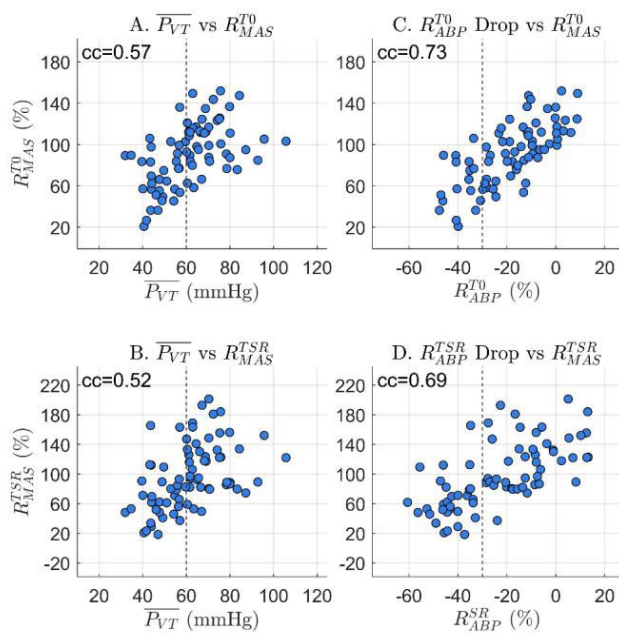 A. $\overline{P_{VT}}$ vs $R_{MAS}^{T0}$
cc=0.57
180
140
100
60
20
$R_{MAS}^{T0}$ (%)
20 40 60 80 100 120
$\overline{P_{VT}}$ (mmHg)
C. $R_{ABP}^{T0}$ Drop vs $R_{MAS}^{T0}$
cc=0.73
180
140
100
60
20
-60 -40 -20 0 20
$R_{ABP}^{T0}$ (%)
B. $\overline{P_{VT}}$ vs $R_{MAS}^{TSR}$
cc=0.52
220
180
140
100
60
20
-20
$R_{MAS}^{TSR}$ (%)
20 40 60 80 100 120
$\overline{P_{VT}}$ (mmHg)
D. $R_{ABP}^{TSR}$ Drop vs $R_{MAS}^{TSR}$
cc=0.69
220
180
140
100
60
20
-20
-60 -40 -20 0 20
$R_{ABP}^{SR}$ (%)